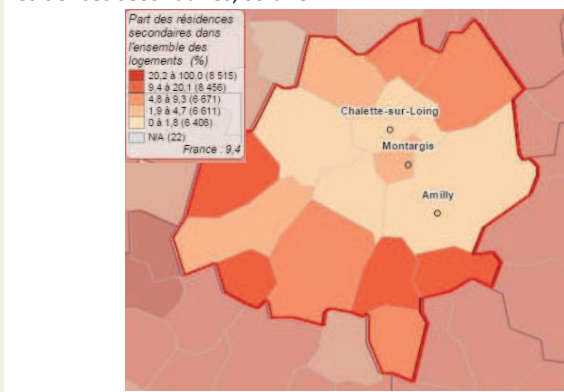 Part des résidences
secondaires dans
l'ensemble des
logements (%)
20,2 à 100,0 (8 515)
9,4 à 20,1 (8 456)
4,8 à 9,3 (6 671)
1,9 à 4,7 (6 611)
0 à 1,8 (6 406)
N/A (22)
France : 9,4
Chalette-sur-Loing
Montargis
Amilly